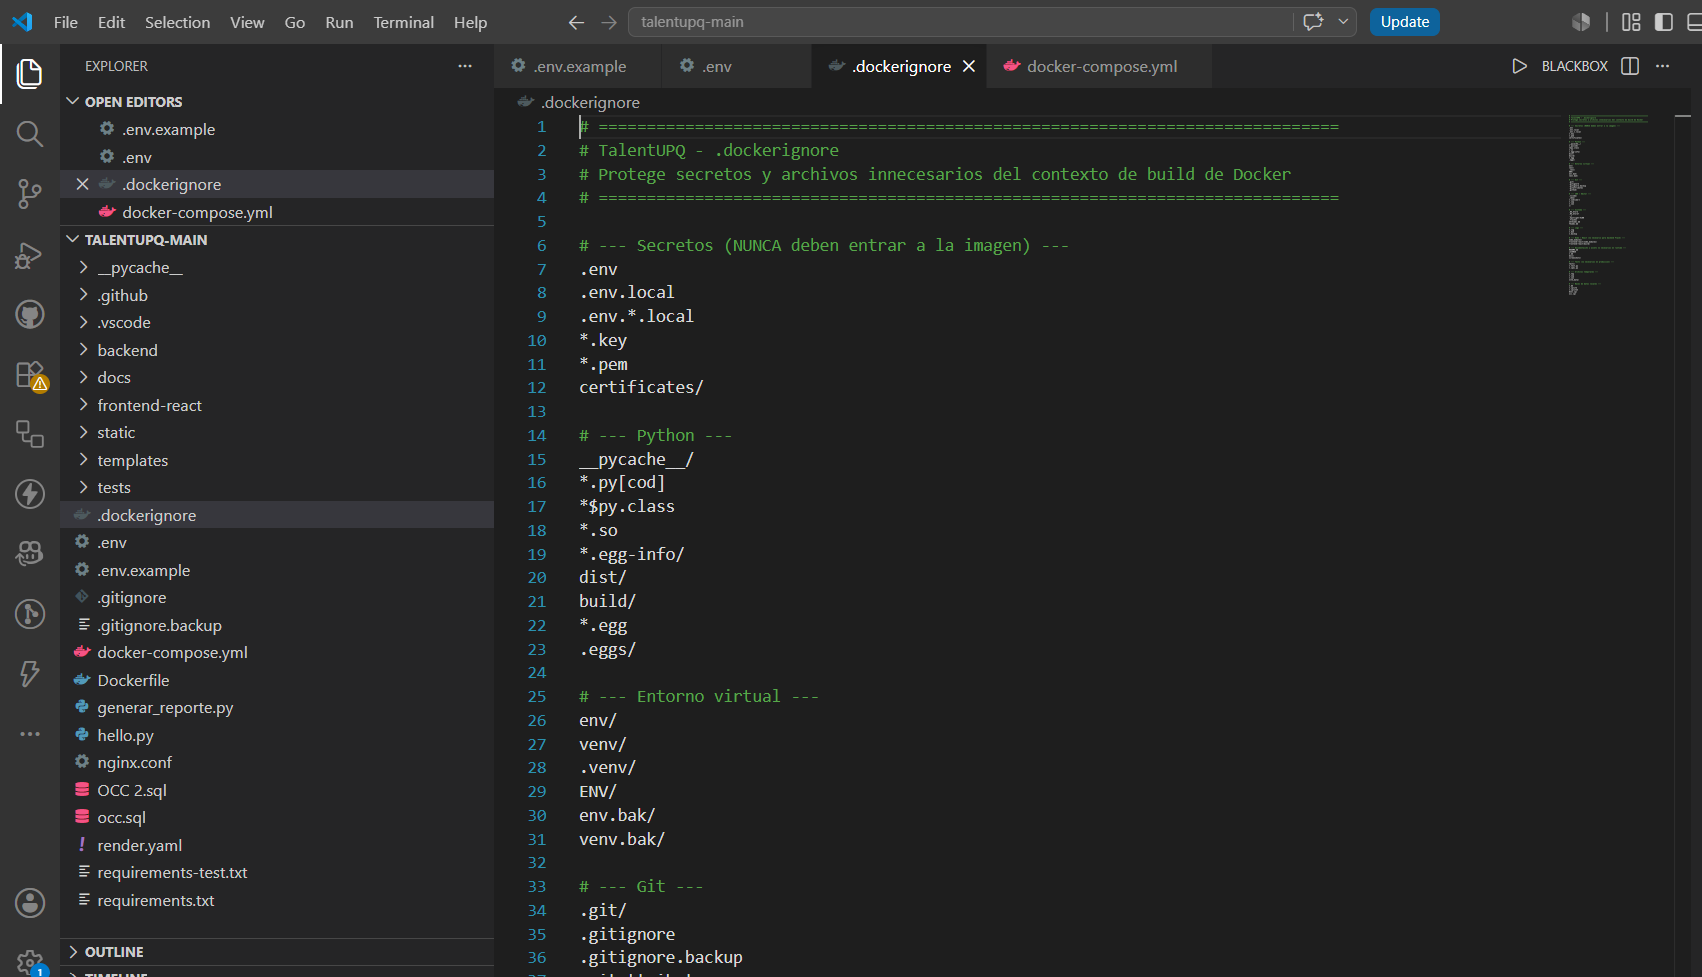 File Edit Selection View Go Run Terminal Help
talentupq-main
Update
EXPLORER
OPEN EDITORS
.env.example
.env
.dockerignore
docker-compose.yml
TALENTUPQ-MAIN
__pycache__
.github
.vscode
backend
docs
frontend-react
static
templates
tests
.dockerignore
.env
.env.example
.gitignore
.gitignore.backup
docker-compose.yml
Dockerfile
generar_reporte.py
hello.py
nginx.conf
OCC 2.sql
occ.sql
render.yaml
requirements-test.txt
requirements.txt
OUTLINE
TIMELINE
1
.env.example .env .dockerignore docker-compose.yml
BLACKBOX
.dockerignore
1 # =============================================================================
2 # TalentUPQ - .dockerignore
3 # Protege secretos y archivos innecesarios del contexto de build de Docker
4 # =============================================================================
5
6 # --- Secretos (NUNCA deben entrar a la imagen) ---
7 .env
8 .env.local
9 .env.*.local
10 *.key
11 *.pem
12 certificates/
13
14 # --- Python ---
15 __pycache__/
16 *.py[cod]
17 *$py.class
18 *.so
19 *.egg-info/
20 dist/
21 build/
22 *.egg
23 .eggs/
24
25 # --- Entorno virtual ---
26 env/
27 venv/
28 .venv/
29 ENV/
30 env.bak/
31 venv.bak/
32
33 # --- Git ---
34 .git/
35 .gitignore
36 .gitignore.backup